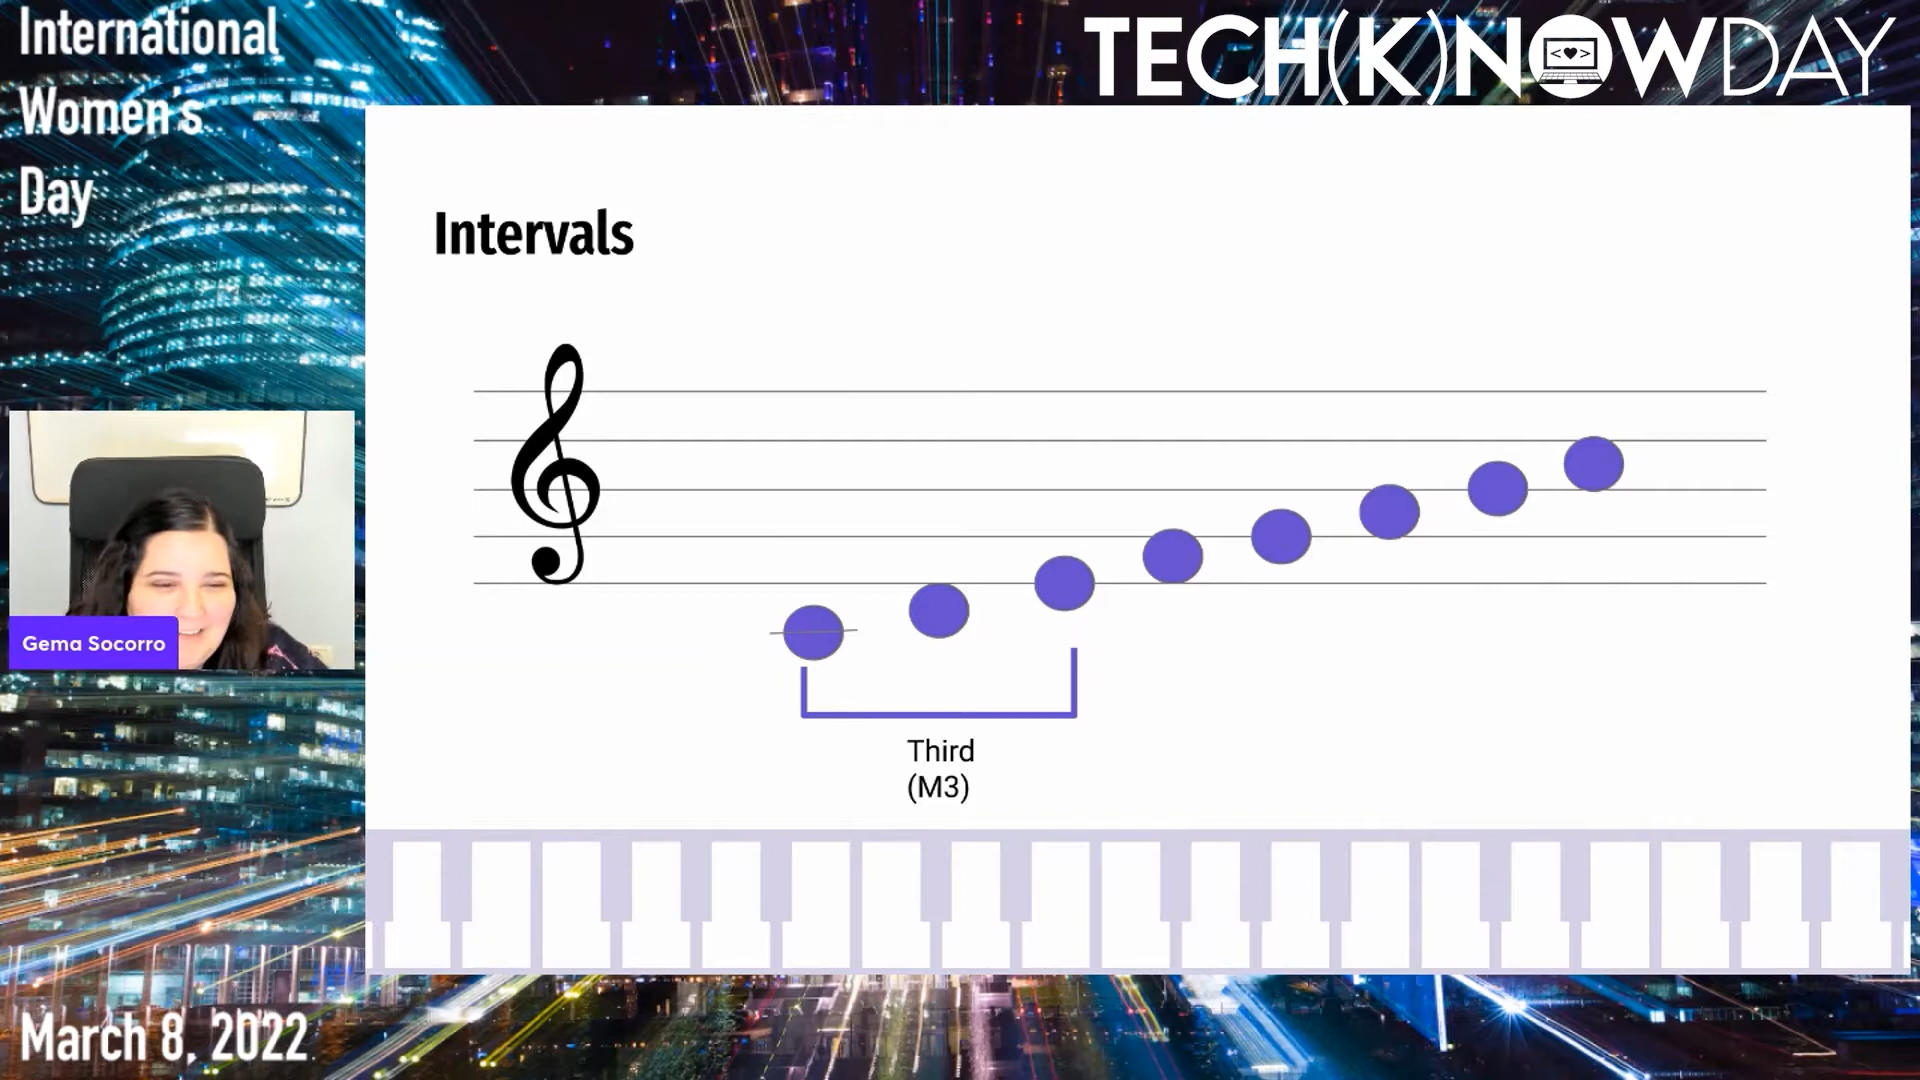 International
Women's
Day
TECH(K)NOWDAY
Intervals
Gema Socorro
Third
(M3)
March 8, 2022